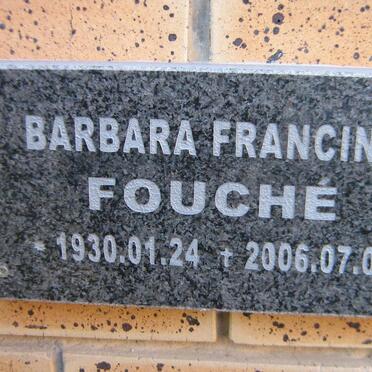 BARBARA FRANCIN
FOUCHÉ
* 1930.01.24 † 2006.07.0